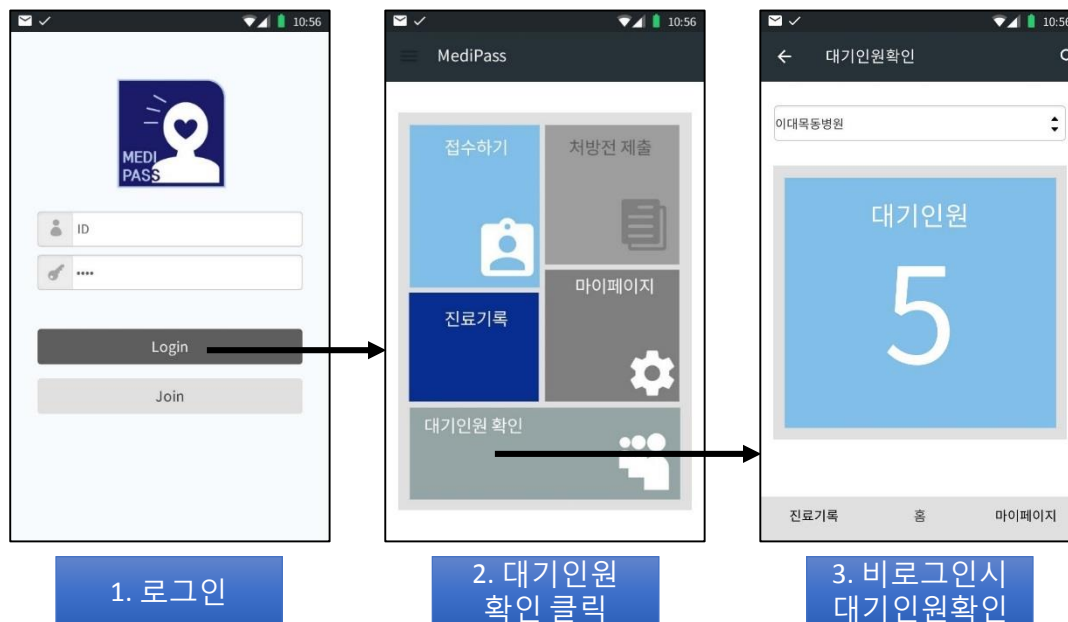 10:56
MEDI
PASS
ID
Login
Join
1. 로그인
10:56
MediPass
접수하기
처방전 제출
진료기록
마이페이지
대기인원 확인
2. 대기인원
확인 클릭
10:56
대기인원확인
이대목동병원
대기인원
5
진료기록 홈 마이페이지
3. 비로그인시
대기인원확인